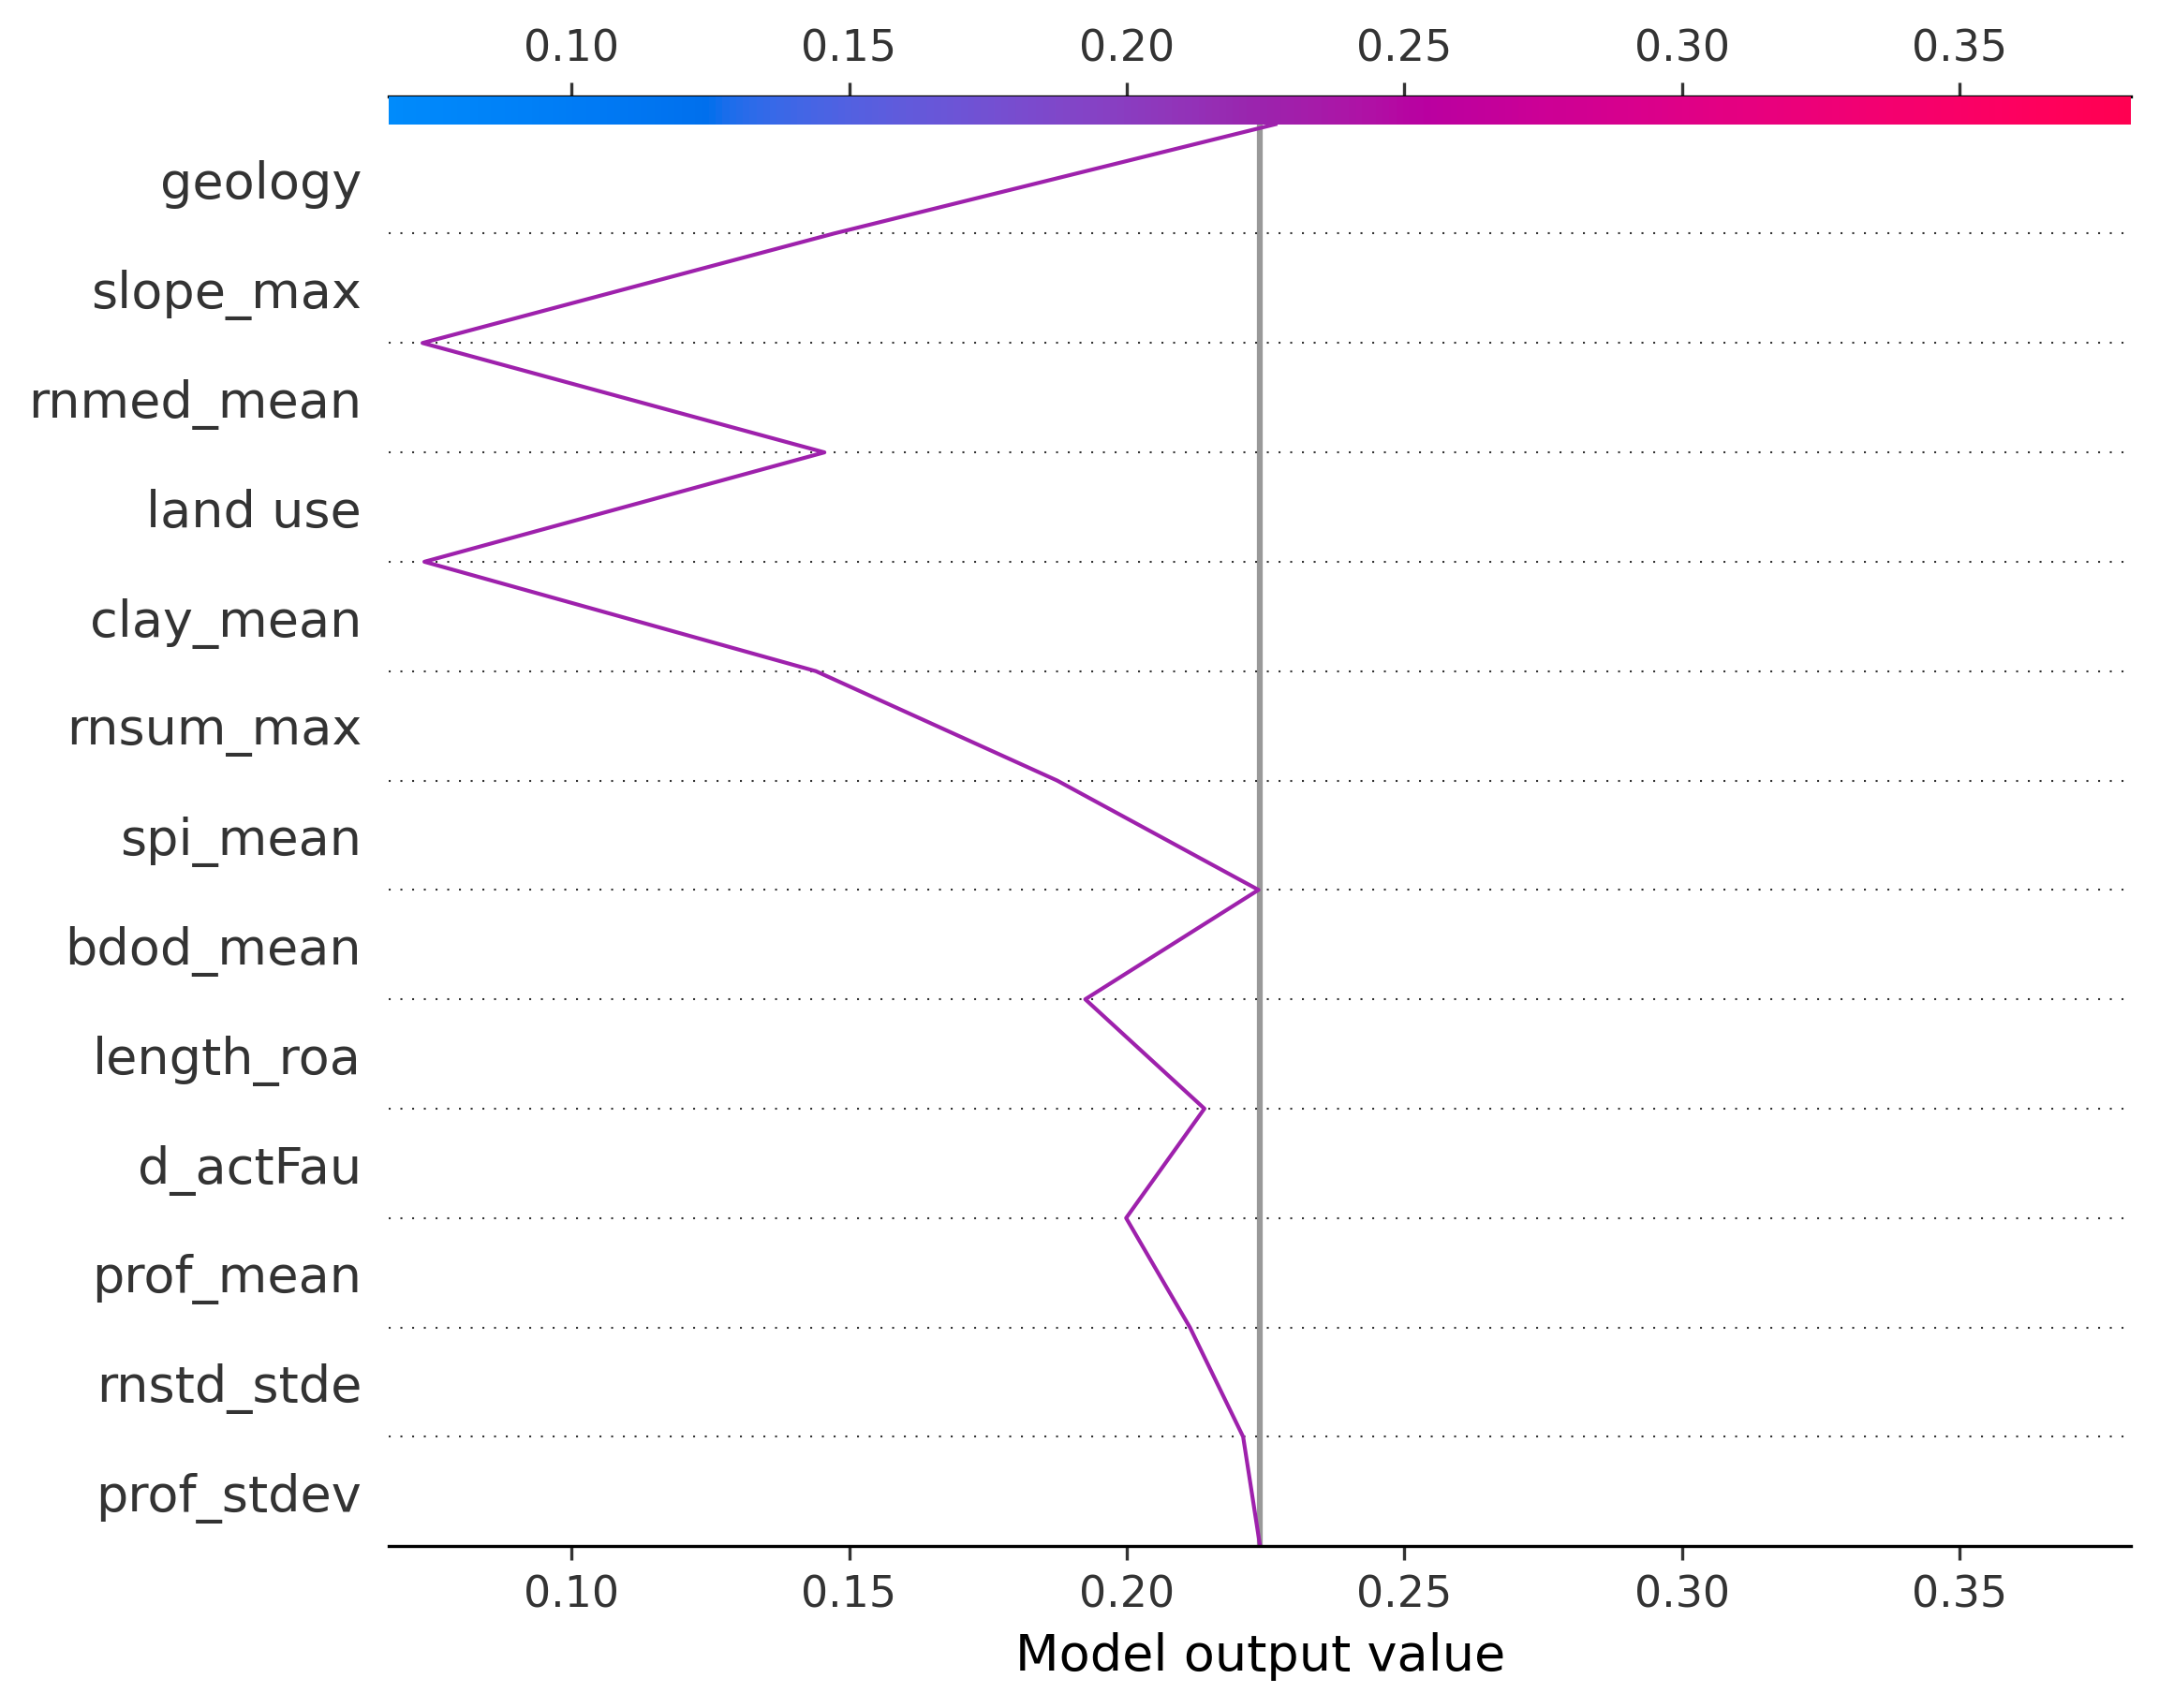 0.10 0.15 0.20 0.25 0.30 0.35
geology
slope_max
rnmed_mean
land use
clay_mean
rnsum_max
spi_mean
bdod_mean
length_roa
d_actFau
prof_mean
rnstd_stde
prof_stdev
0.10 0.15 0.20 0.25 0.30 0.35
Model output value